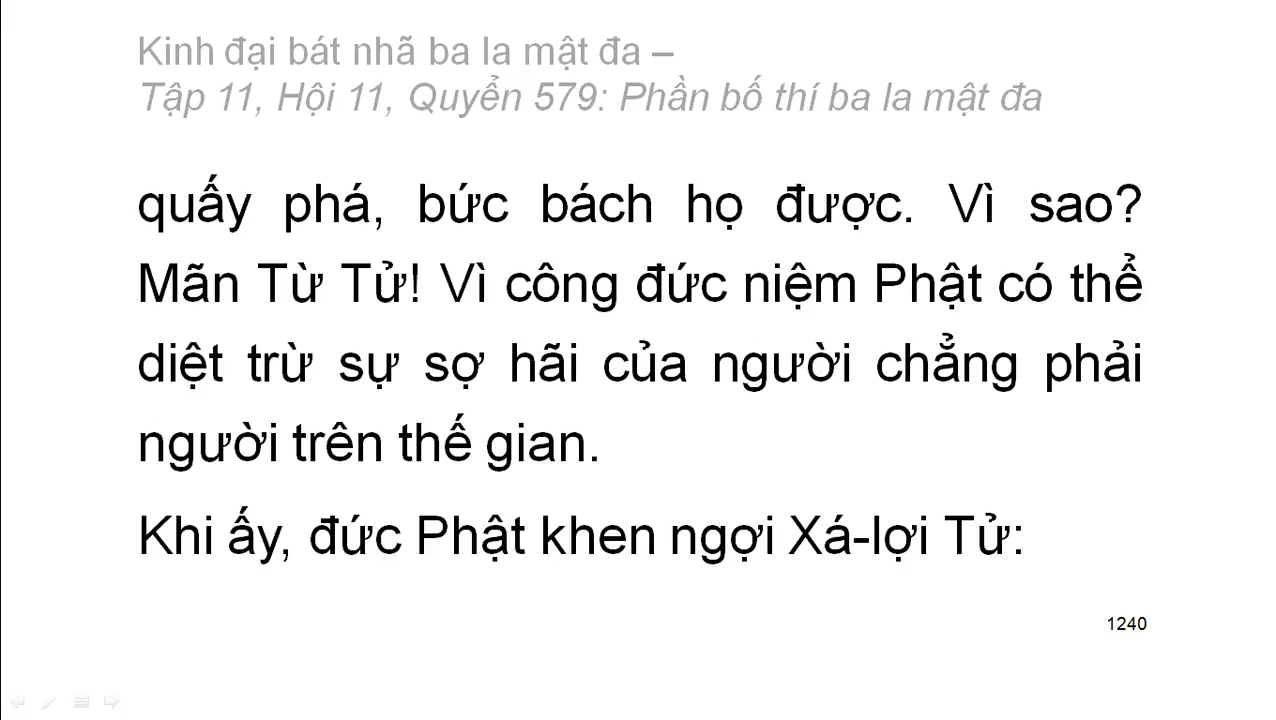 Kinh đại bát nhã ba la mật đa –
Tập 11, Hội 11, Quyển 579: Phần bố thí ba la mật đa
quấy phá, bức bách họ được. Vì sao?
Mãn Từ Tử! Vì công đức niệm Phật có thể
diệt trừ sự sợ hãi của người chẳng phải
người trên thế gian.
Khi ấy, đức Phật khen ngợi Xá-lợi Tử:
1240